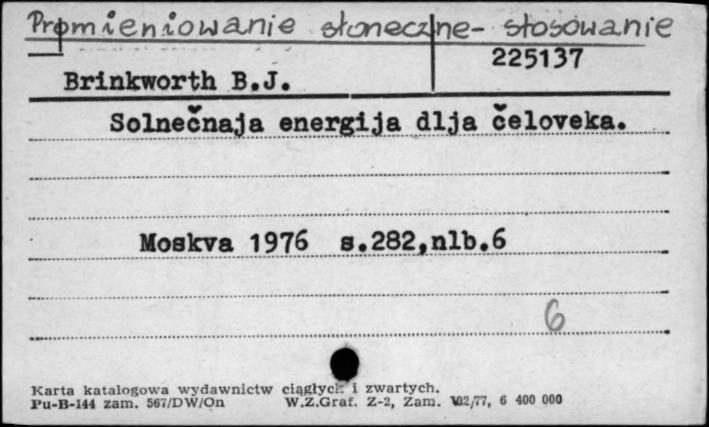 Promieniowanie słoneczne - stosowanie
225137
Brinkworth B.J.
Solnečnaja energija dlja čeloveka.
Moskva 1976 s.282,nlb.6
6
Karta katalogowa wydawnictw ciągłych i zwartych.
Pu-B-144 zam. 567/DW/On W.Z.Graf. Z-2, Zam. 102/77, 6 400 000